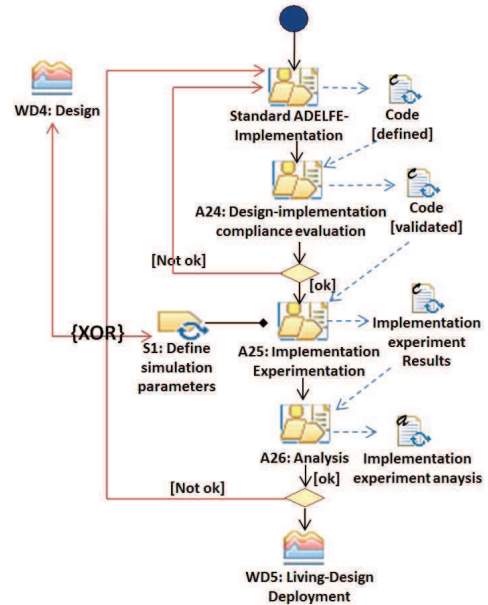 WD4: Design
Standard ADELFE-
Implementation
Code
[defined]
A24: Design-implementation
compliance evaluation
Code
[validated]
[Not ok]
[ok]
{XOR}
S1: Define
simulation
parameters
A25: Implementation
Experimentation
Implementation
experiment
Results
A26: Analysis
[ok]
Implementation
experiment anaysis
[Not ok]
WD5: Living-Design
Deployment